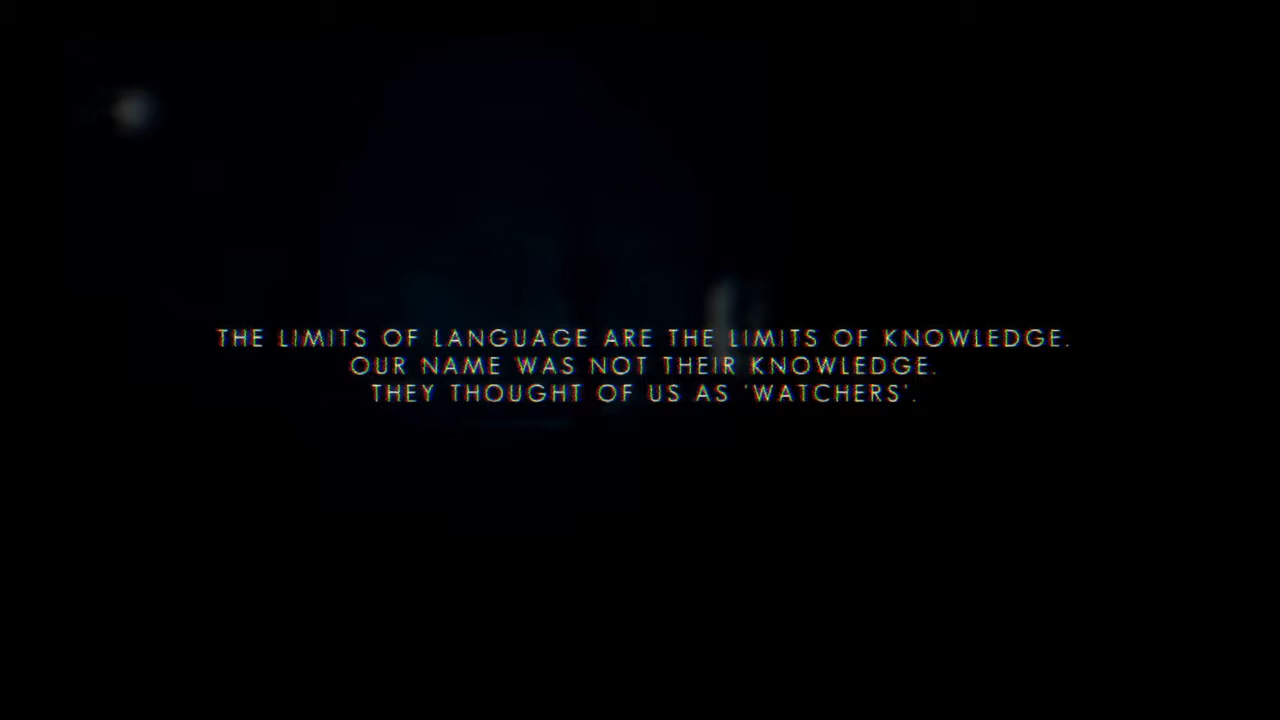 THE LIMITS OF LANGUAGE ARE THE LIMITS OF KNOWLEDGE.
OUR NAME WAS NOT THEIR KNOWLEDGE.
THEY THOUGHT OF US AS 'WATCHERS'.